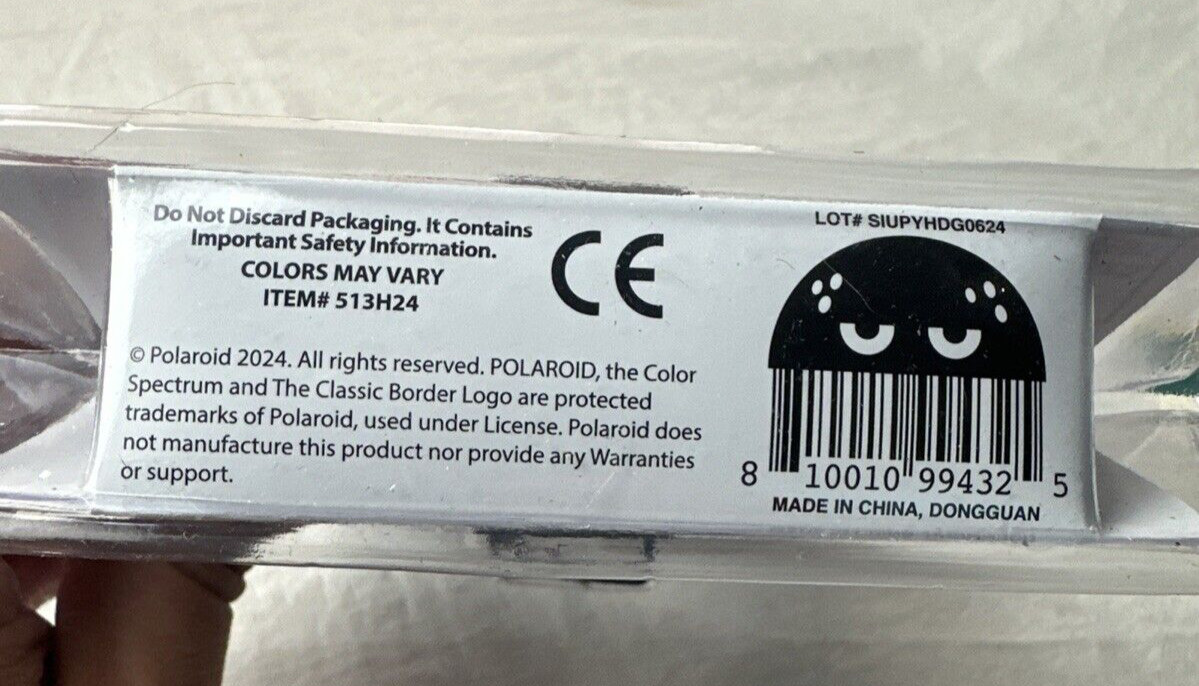 Do Not Discard Packaging. It Contains
Important Safety Information.
COLORS MAY VARY
ITEM# 513H24
CE
© Polaroid 2024. All rights reserved. POLAROID, the Color
Spectrum and The Classic Border Logo are protected
trademarks of Polaroid, used under License. Polaroid does
not manufacture this product nor provide any Warranties
or support.
LOT# SIUPYHDG0624
8 10010 99432 5
MADE IN CHINA, DONGGUAN